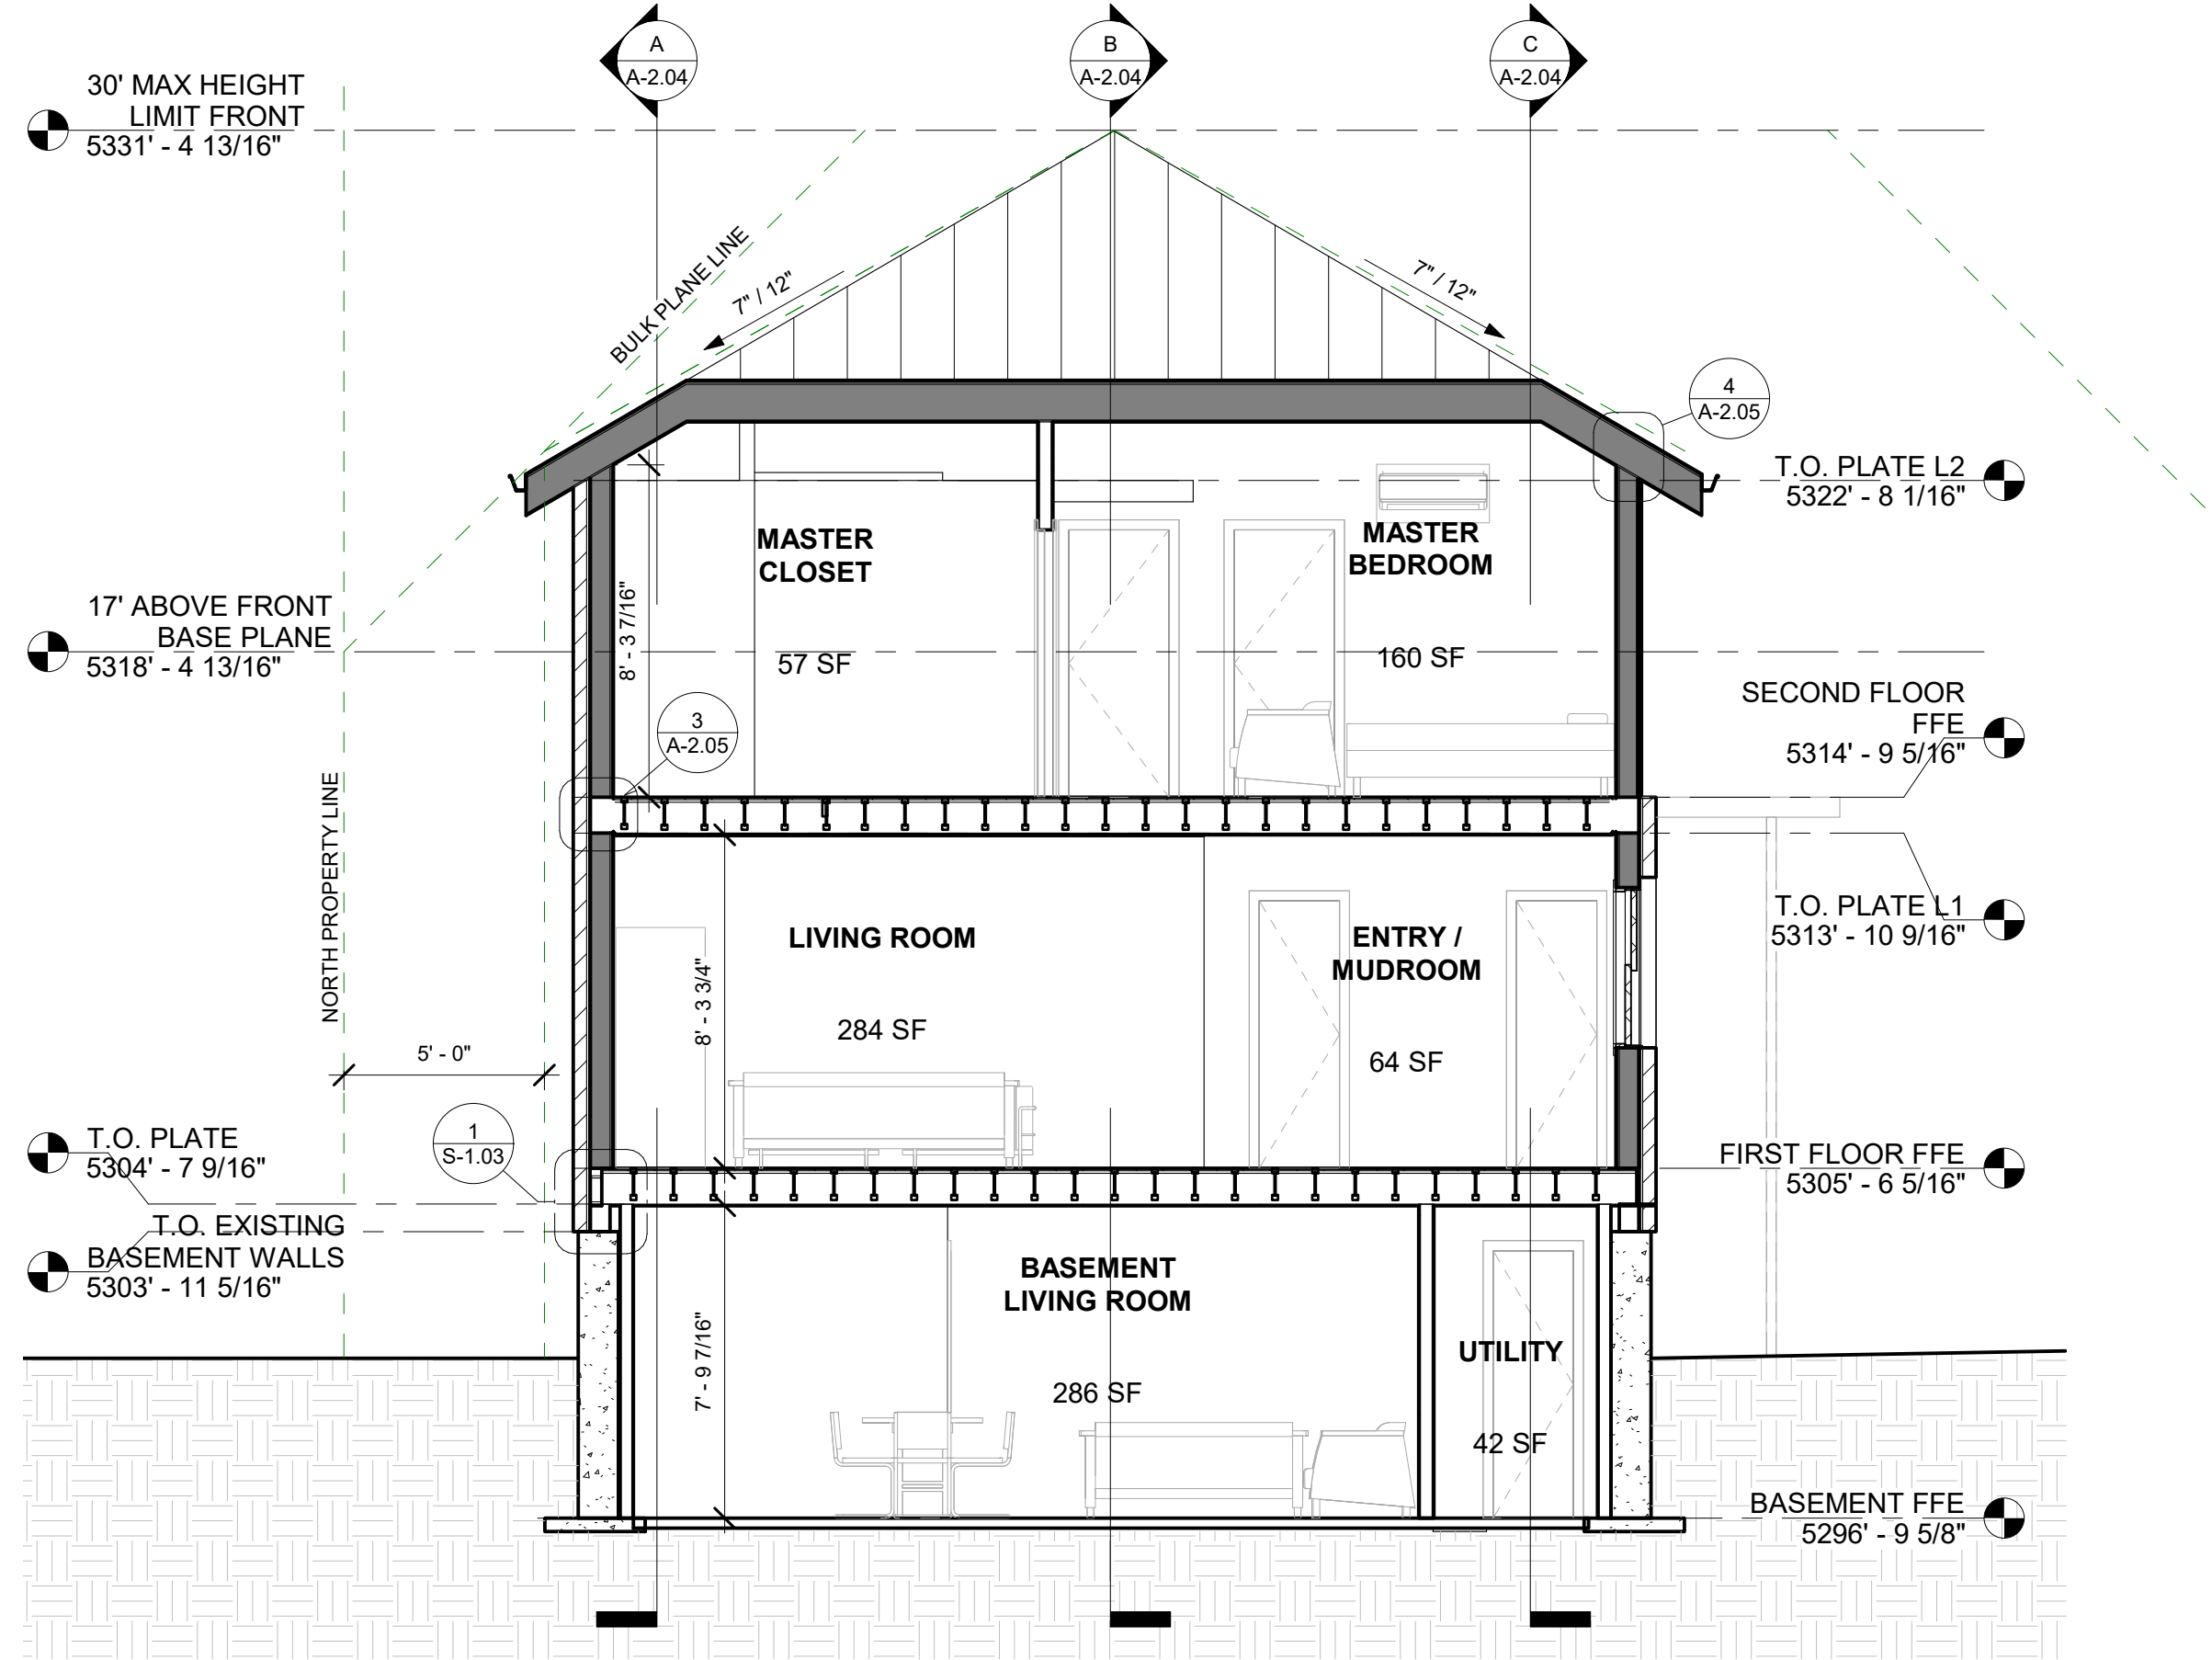 A
A-2.04
B
A-2.04
C
A-2.04
30' MAX HEIGHT
LIMIT FRONT
5331' - 4 13/16"
BULK PLANE LINE
7" / 12"
7" / 12"
4
A-2.05
T.O. PLATE L2
5322' - 8 1/16"
MASTER
CLOSET
57 SF
MASTER
BEDROOM
160 SF
8' - 3 7/16"
17' ABOVE FRONT
BASE PLANE
5318' - 4 13/16"
3
A-2.05
SECOND FLOOR
FFE
5314' - 9 5/16"
NORTH PROPERTY LINE
T.O. PLATE L1
5313' - 10 9/16"
LIVING ROOM
284 SF
ENTRY /
MUDROOM
64 SF
8' - 3 3/4"
5' - 0"
1
S-1.03
T.O. PLATE
5304' - 7 9/16"
FIRST FLOOR FFE
5305' - 6 5/16"
T.O. EXISTING
BASEMENT WALLS
5303' - 11 5/16"
BASEMENT
LIVING ROOM
286 SF
7' - 9 7/16"
UTILITY
42 SF
BASEMENT FFE
5296' - 9 5/8"